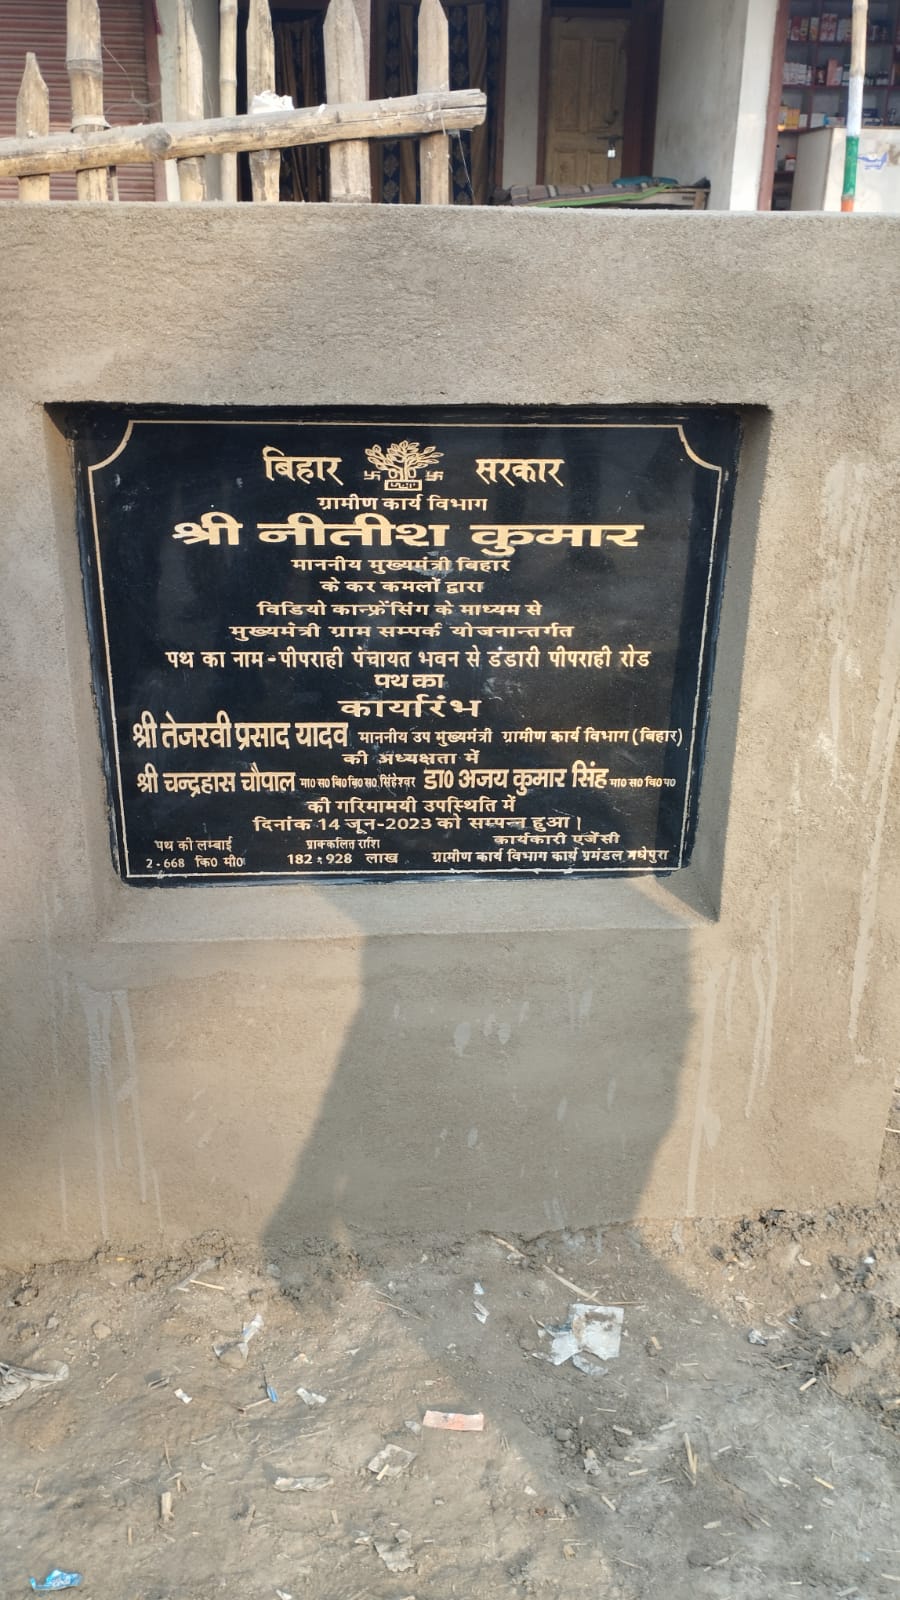 बिहार सरकार
ग्रामीण कार्य विभाग
श्री नीतीश कुमार
माननीय मुख्यमंत्री बिहार
के कर कमलों द्वारा
विडियो कान्फ्रेंसिंग के माध्यम से
मुख्यमंत्री ग्राम सम्पर्क योजनान्तर्गत
पथ का नाम-पीपराही पंचायत भवन से डंडारी पीपराही रोड
पथ का
कार्यारंभ
श्री तेजस्वी प्रसाद यादव माननीय उप मुख्यमंत्री ग्रामीण कार्य विभाग (बिहार)
की अध्यक्षता में
श्री चन्द्रहास चौपाल मा० स० वि० वि० स० सिंहेश्वर डा० अजय कुमार सिंह मा० स० वि० प०
की गरिमामयी उपस्थिति में
दिनांक 14 जून-2023 को सम्पन्न हुआ।
पथ की लम्बाई प्राक्कलित राशि कार्यकारी एजेंसी
2.668 कि० मी० 182.928 लाख ग्रामीण कार्य विभाग कार्य प्रमंडल मधेपुरा